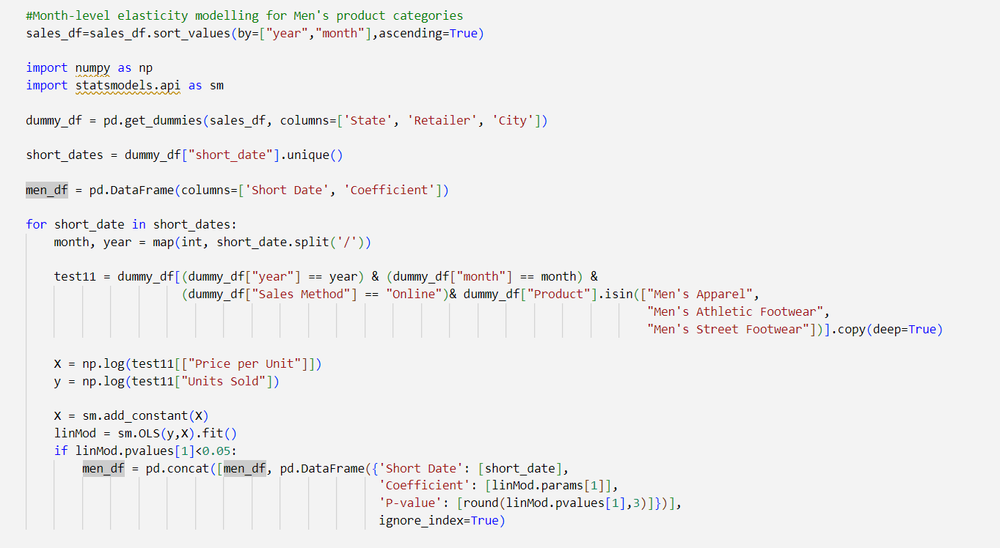 #Month-level elasticity modelling for Men's product categories
sales_df=sales_df.sort_values(by=["year","month"],ascending=True)
import numpy as np
import statsmodels.api as sm
dummy_df = pd.get_dummies(sales_df, columns=['State', 'Retailer', 'City'])
short_dates = dummy_df["short_date"].unique()
men_df = pd.DataFrame(columns=['Short Date', 'Coefficient'])
for short_date in short_dates:
    month, year = map(int, short_date.split('/'))
    test11 = dummy_df[(dummy_df["year"] == year) & (dummy_df["month"] == month) &
                      (dummy_df["Sales Method"] == "Online")& dummy_df["Product"].isin(["Men's Apparel",
                                                                                        "Men's Athletic Footwear",
                                                                                        "Men's Street Footwear"])].copy(deep=True)
    X = np.log(test11[["Price per Unit"]])
    y = np.log(test11["Units Sold"])
    X = sm.add_constant(X)
    linMod = sm.OLS(y,X).fit()
    if linMod.pvalues[1]<0.05:
        men_df = pd.concat([men_df, pd.DataFrame({'Short Date': [short_date],
                                                  'Coefficient': [linMod.params[1]],
                                                  'P-value': [round(linMod.pvalues[1],3)]})],
                                                  ignore_index=True)